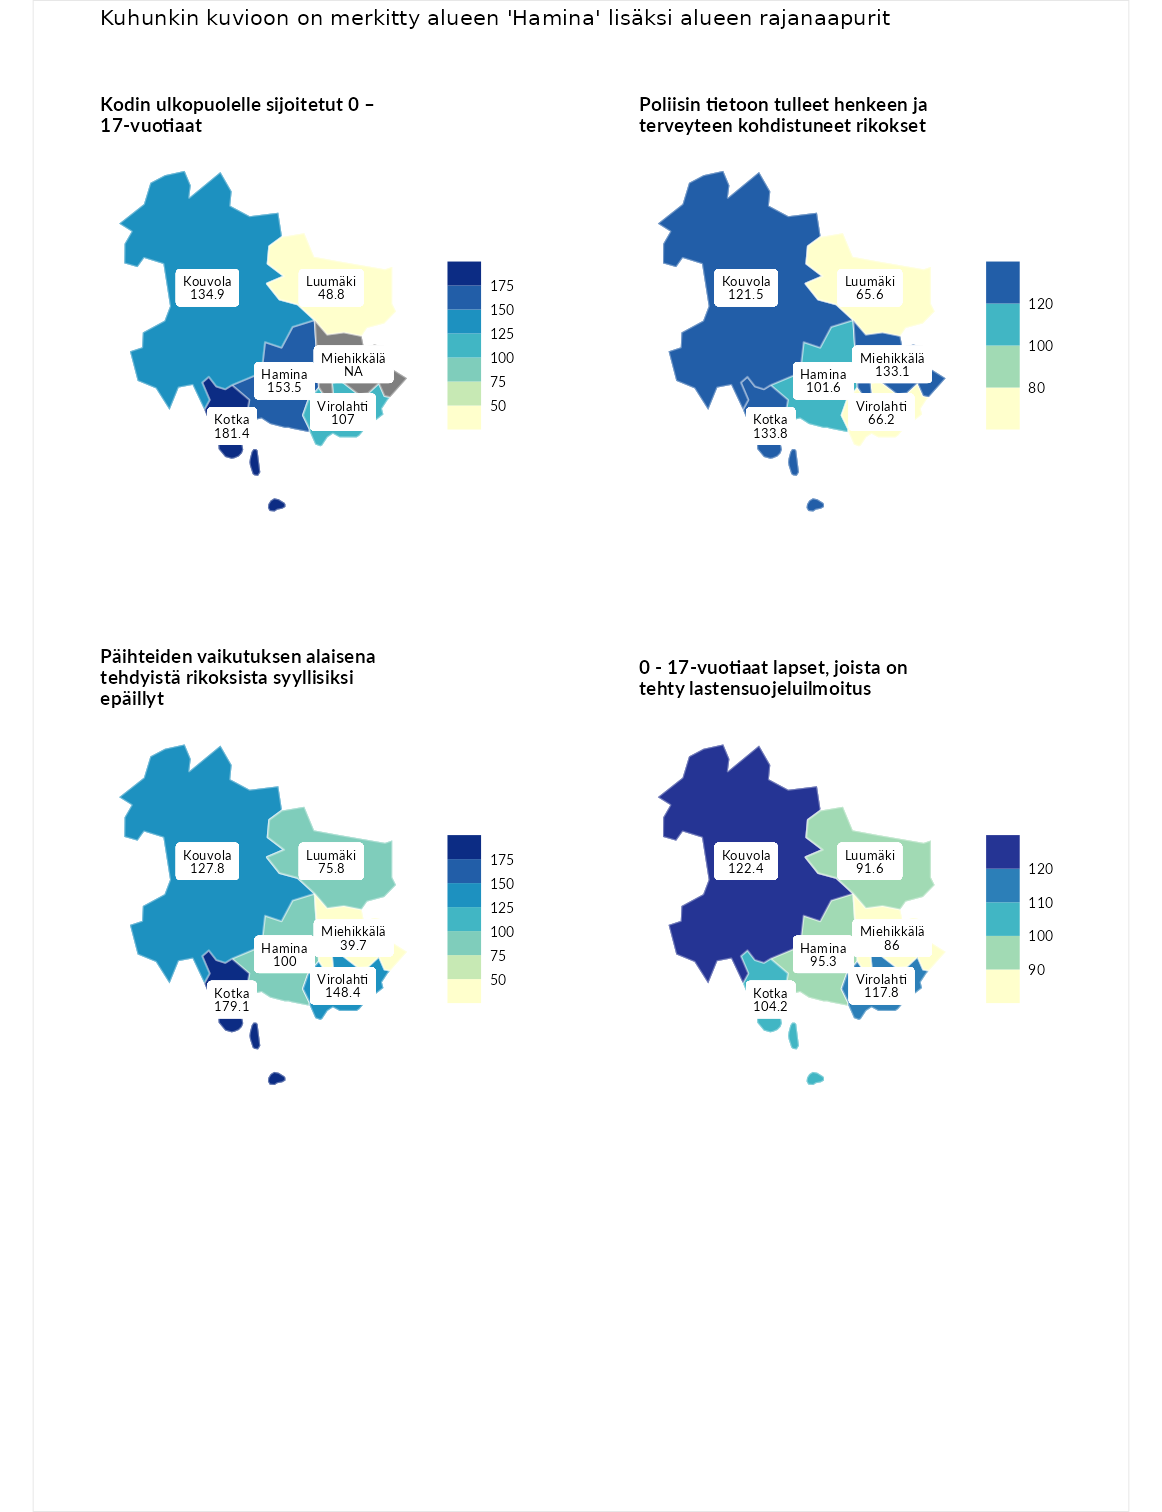 Kuhunkin kuvioon on merkitty alueen 'Hamina' lisäksi alueen rajanaapurit
Kodin ulkopuolelle sijoitetut 0 –
17-vuotiaat
Kouvola
134.9
Luumäki
48.8
Miehikkälä
NA
Hamina
153.5
Virolahti
107
Kotka
181.4
175
150
125
100
75
50
Poliisin tietoon tulleet henkeen ja
terveyteen kohdistuneet rikokset
Kouvola
121.5
Luumäki
65.6
Miehikkälä
133.1
Hamina
101.6
Virolahti
66.2
Kotka
133.8
120
100
80
Päihteiden vaikutuksen alaisena
tehdyistä rikoksista syyllisiksi
epäillyt
Kouvola
127.8
Luumäki
75.8
Miehikkälä
39.7
Hamina
100
Virolahti
148.4
Kotka
179.1
175
150
125
100
75
50
0 - 17-vuotiaat lapset, joista on
tehty lastensuojeluilmoitus
Kouvola
122.4
Luumäki
91.6
Miehikkälä
86
Hamina
95.3
Virolahti
117.8
Kotka
104.2
120
110
100
90